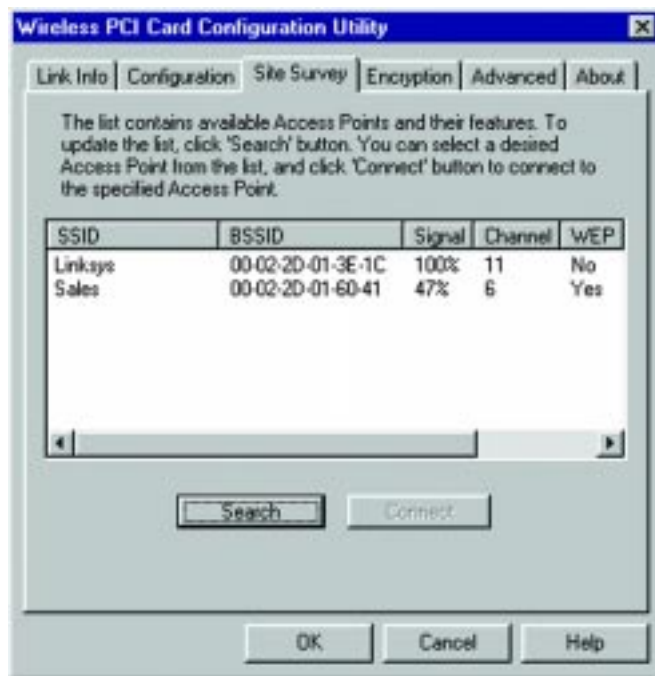 Wireless PCI Card Configuration Utility
Link Info Configuration Site Survey Encryption Advanced About
The list contains available Access Points and their features. To
update the list, click 'Search' button. You can select a desired
Access Point from the list, and click 'Connect' button to connect to
the specified Access Point.
SSID BSSID Signal Channel WEP
Linksys 00-02-2D-01-3E-1C 100% 11 No
Sales 00-02-2D-01-60-41 47% 6 Yes
Search Connect
OK Cancel Help